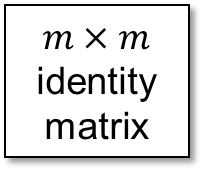 m × m
identity
matrix